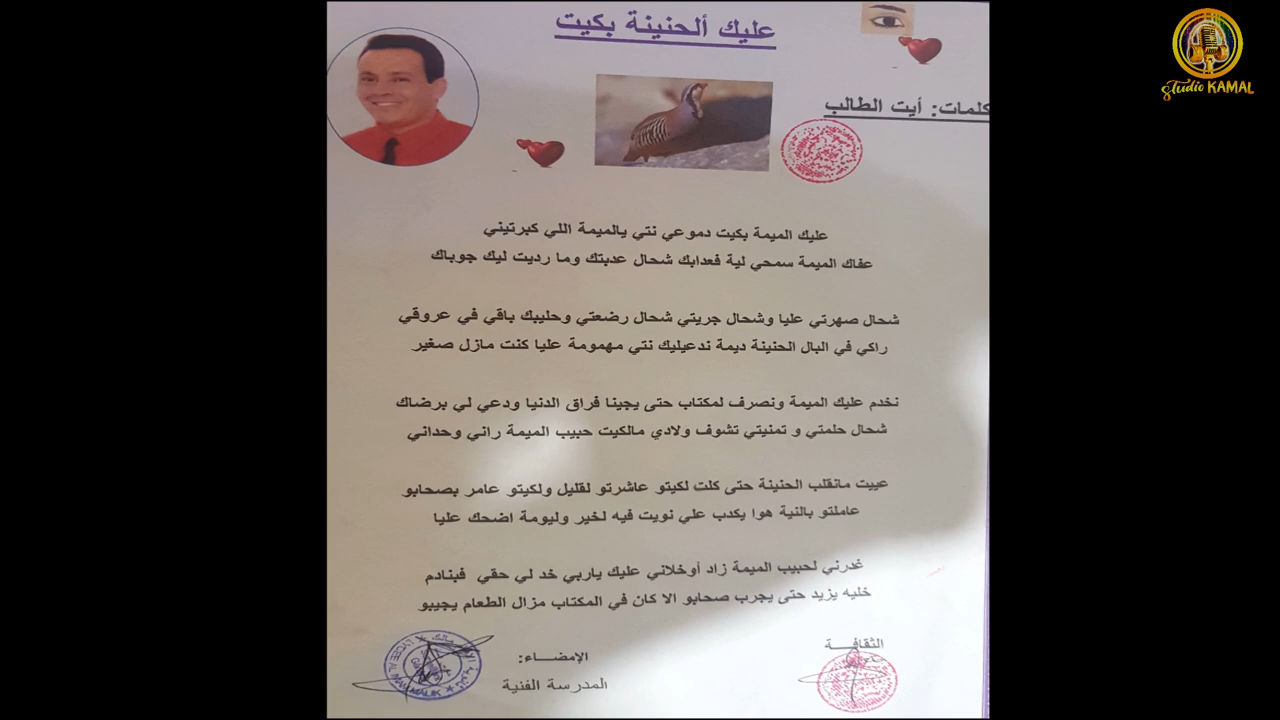 عليك ألحنينة بكيت
Studio KAMAL
كلمات: أيت الطالب
عليك الميمة بكيت دموعي نتي يالميمة اللي كبرتيني
عفاك الميمة سمحي لية فعدابك شحال عدبتك وما رديت ليك جوباك
شحال صهرتي عليا وشحال جريتي شحال رضعتي وحليبك باقي في عروقي
راكي في البال الحنينة ديمة ندعيليك نتي مهمومة عليا كنت مازل صغير
نخدم عليك الميمة ونصرف لمكتاب حتى يجينا فراق الدنيا ودعي لي برضاك
شحال حلمتي و تمنيتي تشوف ولادي مالكيت حبيب الميمة راني وحداني
عييت مانقلب الحنينة حتى كلت لكيتو عاشرتو لقليل ولكيتو عامر بصحابو
عاملتو بالنية هوا يكدب علي نويت فيه لخير وليومة اضحك عليا
غدرني لحبيب الميمة زاد أوخلاني عليك ياربي خد لي حقي فبنادم
خليه يزيد حتى يجرب صحابو الا كان في المكتاب مزال الطعام يجيبو
الثقافة
الإمضاء:
المدرسة الفنية